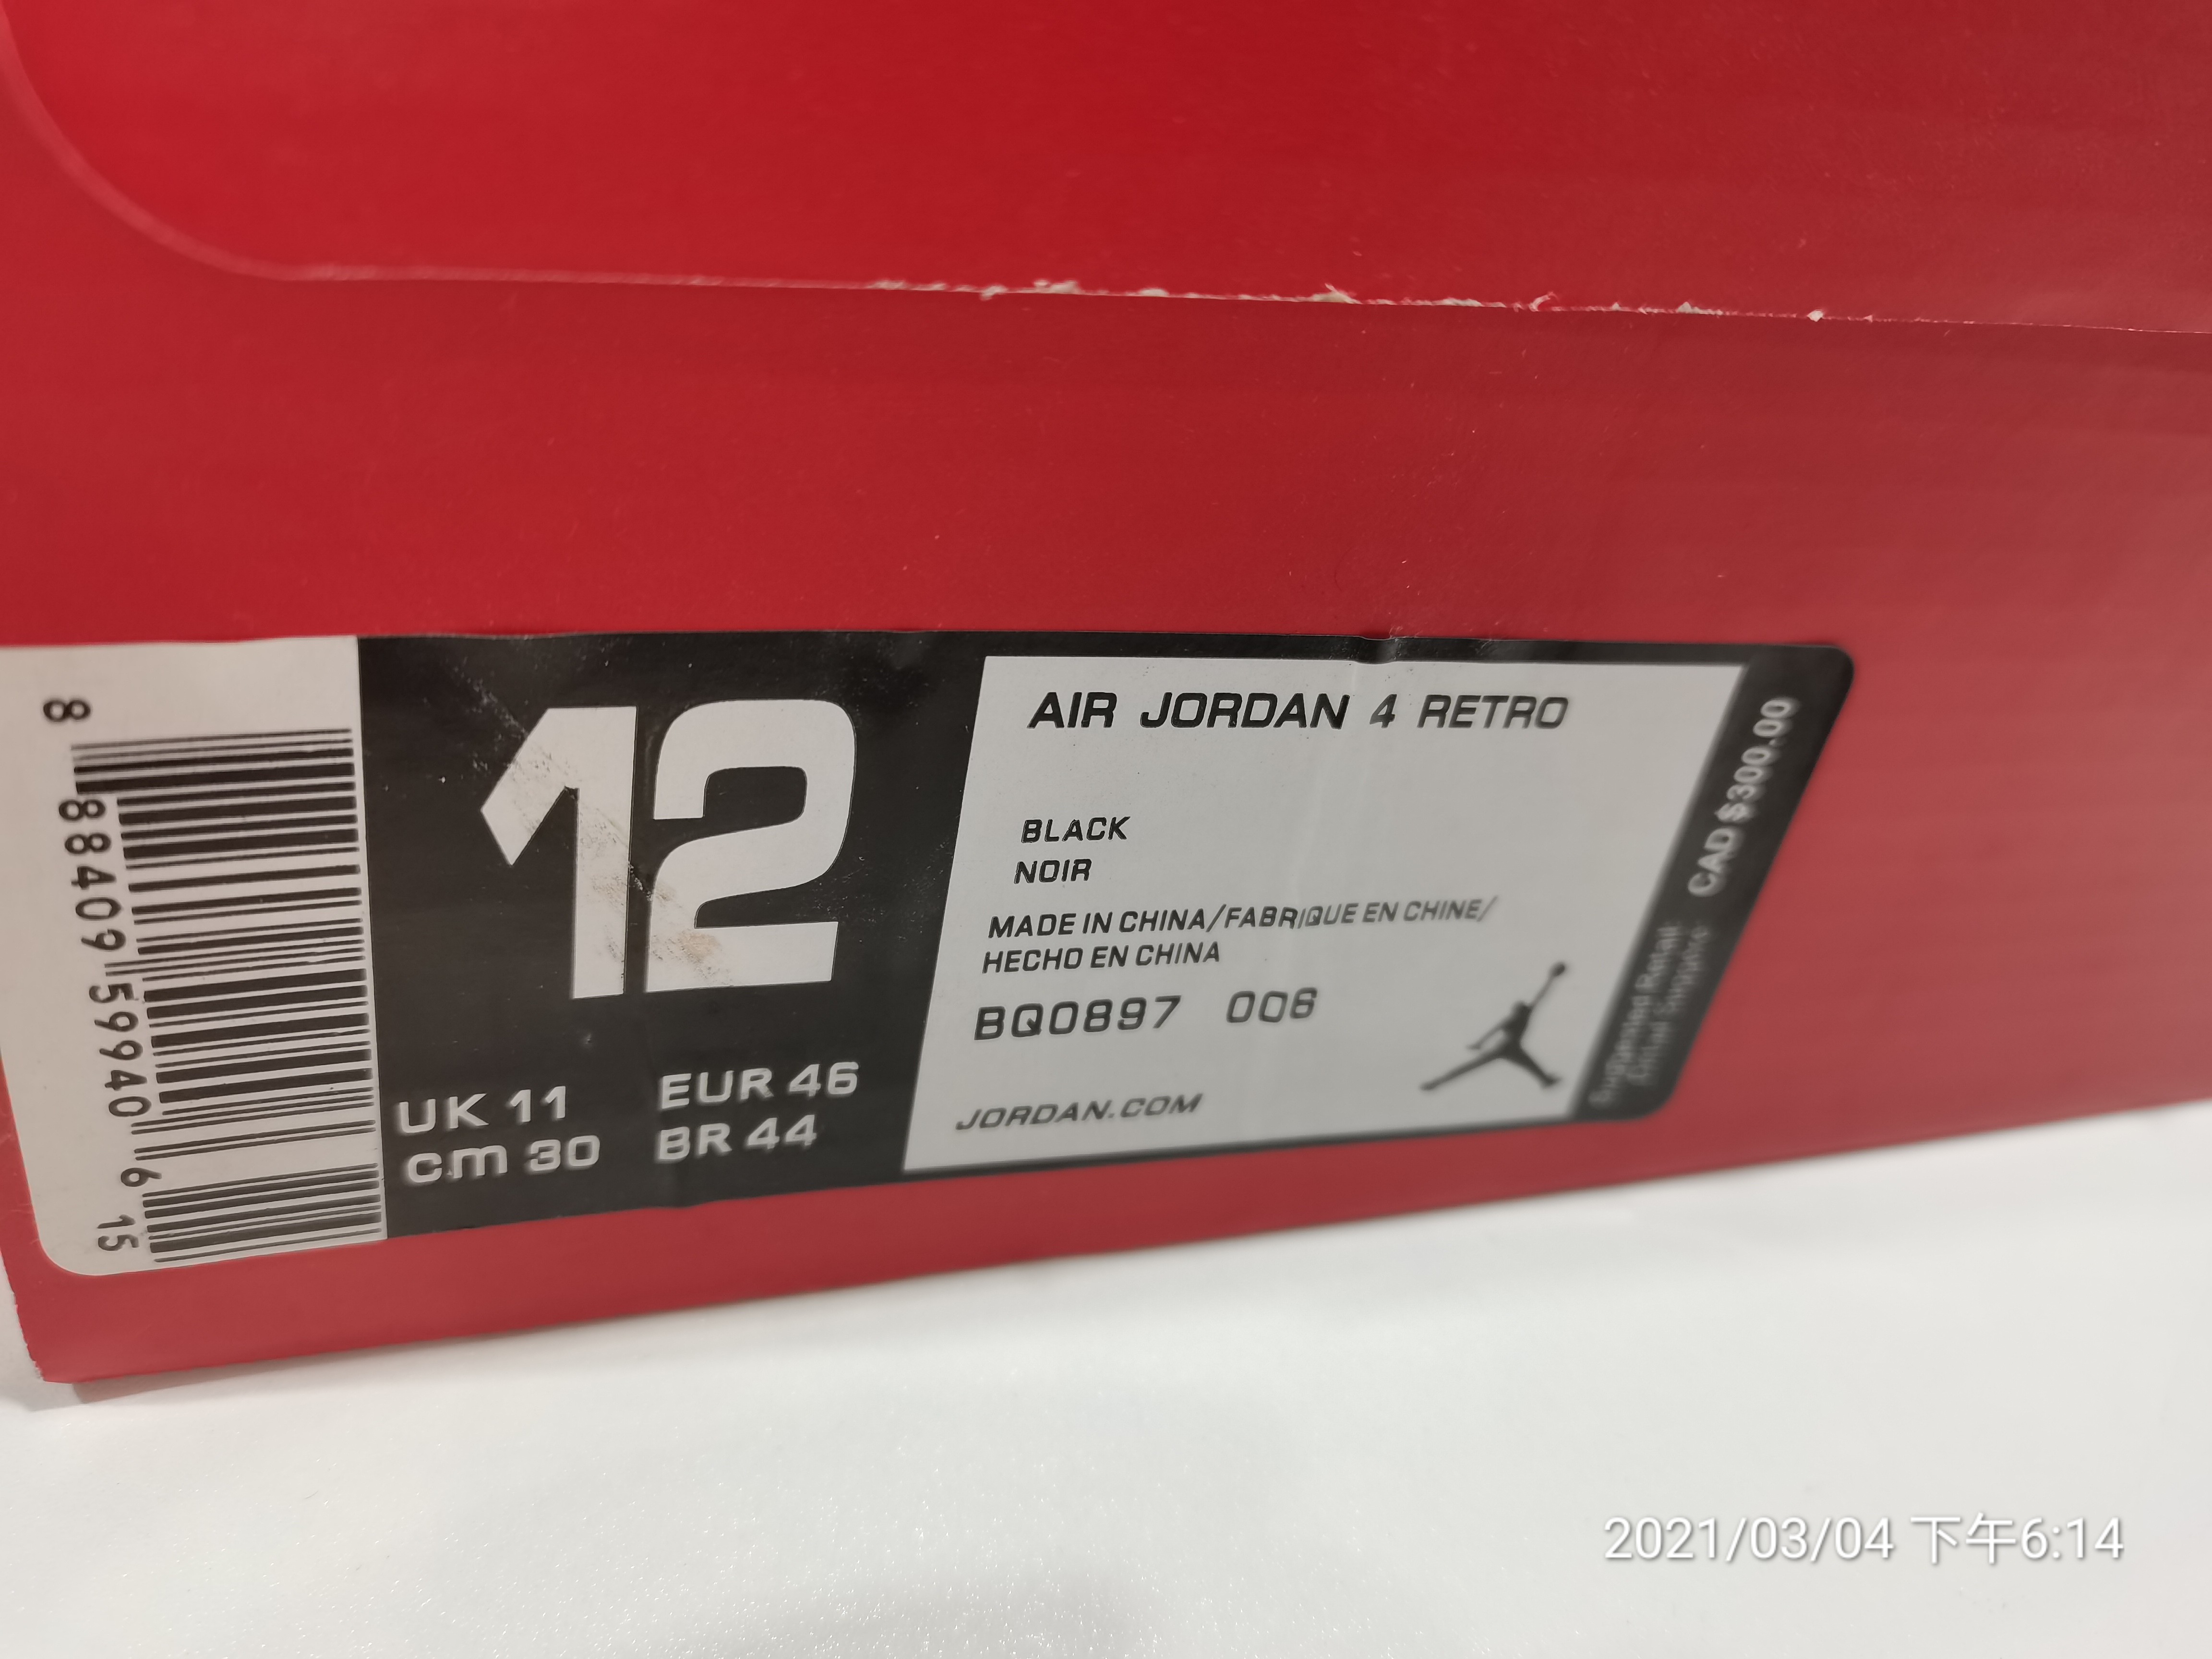 8 88409 59940 6 15
12
UK 11 EUR 46
cm 30 BR 44
AIR JORDAN 4 RETRO
BLACK
NOIR
MADE IN CHINA/FABRIQUE EN CHINE/
HECHO EN CHINA
BQ0897 006
JORDAN.COM
Suggested Retail: CAD $300.00
2021/03/04 下午6:14